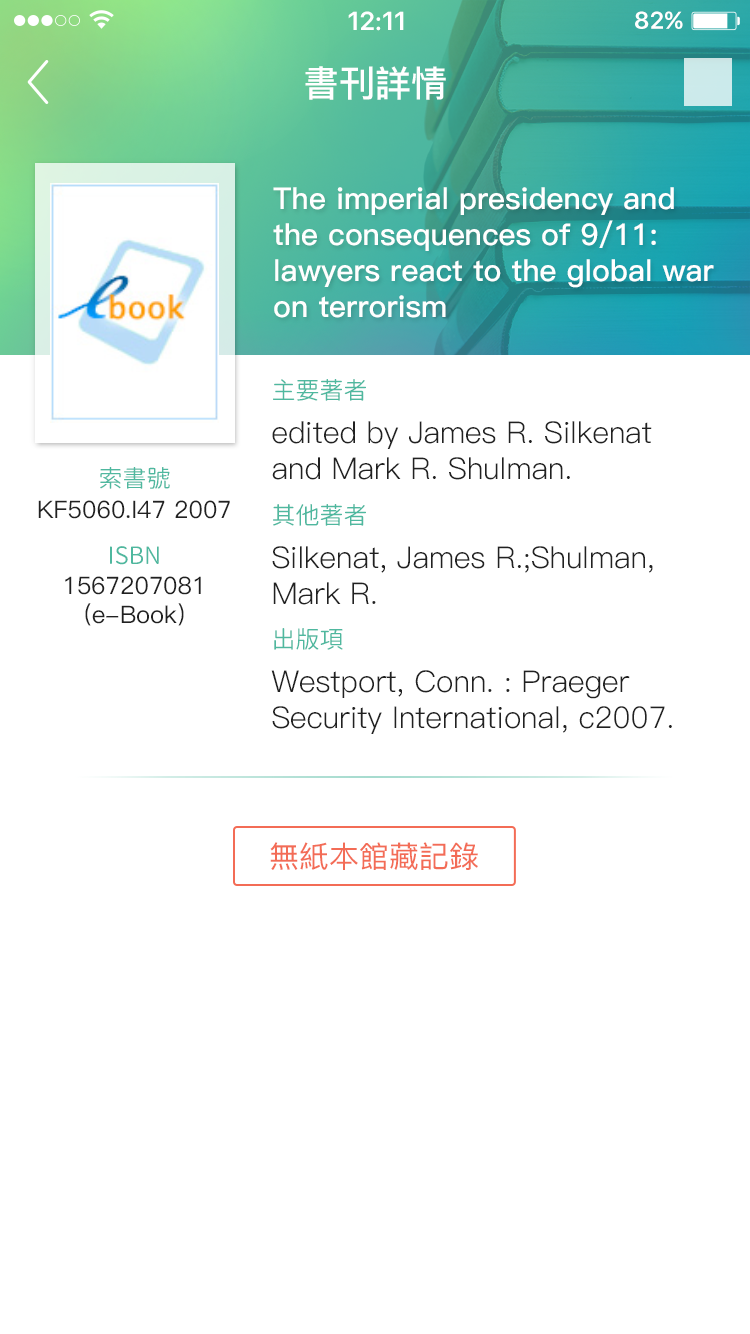 12:11
82%
書刊詳情
ebook
The imperial presidency and
the consequences of 9/11:
lawyers react to the global war
on terrorism
索書號
KF5060.I47 2007
ISBN
1567207081
(e-Book)
主要著者
edited by James R. Silkenat
and Mark R. Shulman.
其他著者
Silkenat, James R.;Shulman,
Mark R.
出版項
Westport, Conn. : Praeger
Security International, c2007.
無紙本館藏記錄